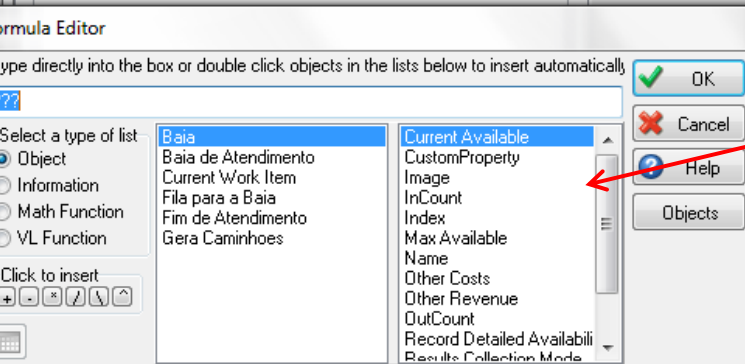 ormula Editor
ype directly into the box or double click objects in the lists below to insert automatically
???
OK
Cancel
Help
Objects
Select a type of list
Object
Information
Math Function
VL Function
Click to insert
+ - * / \ ^
Baia
Baia de Atendimento
Current Work Item
Fila para a Baia
Fim de Atendimento
Gera Caminhoes
Current Available
CustomProperty
Image
InCount
Index
Max Available
Name
Other Costs
Other Revenue
OutCount
Record Detailed Availabili
Results Collection Mode